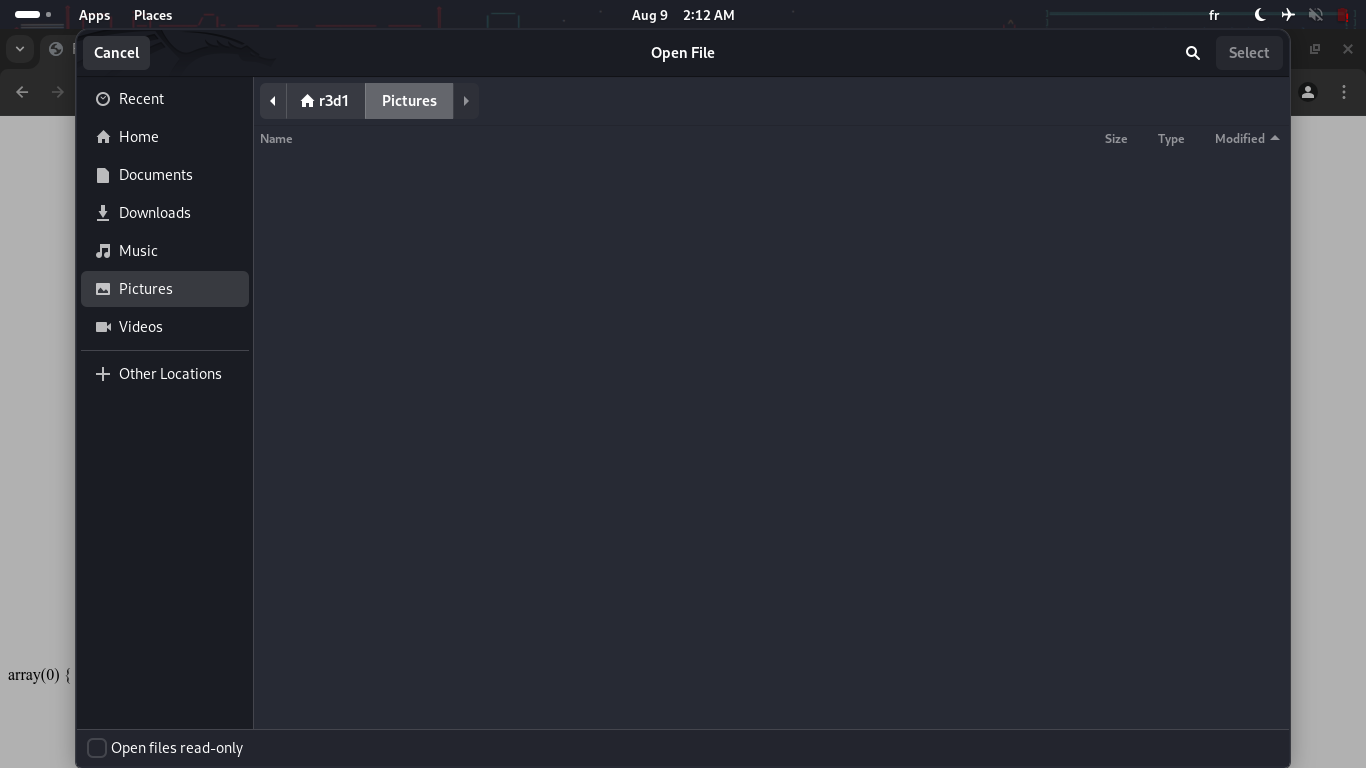 Apps Places Aug 9 2:12 AM fr
Cancel Open File Select
Recent
Home
Documents
Downloads
Music
Pictures
Videos
Other Locations
r3d1 Pictures
Name Size Type Modified
array(0) {
Open files read-only